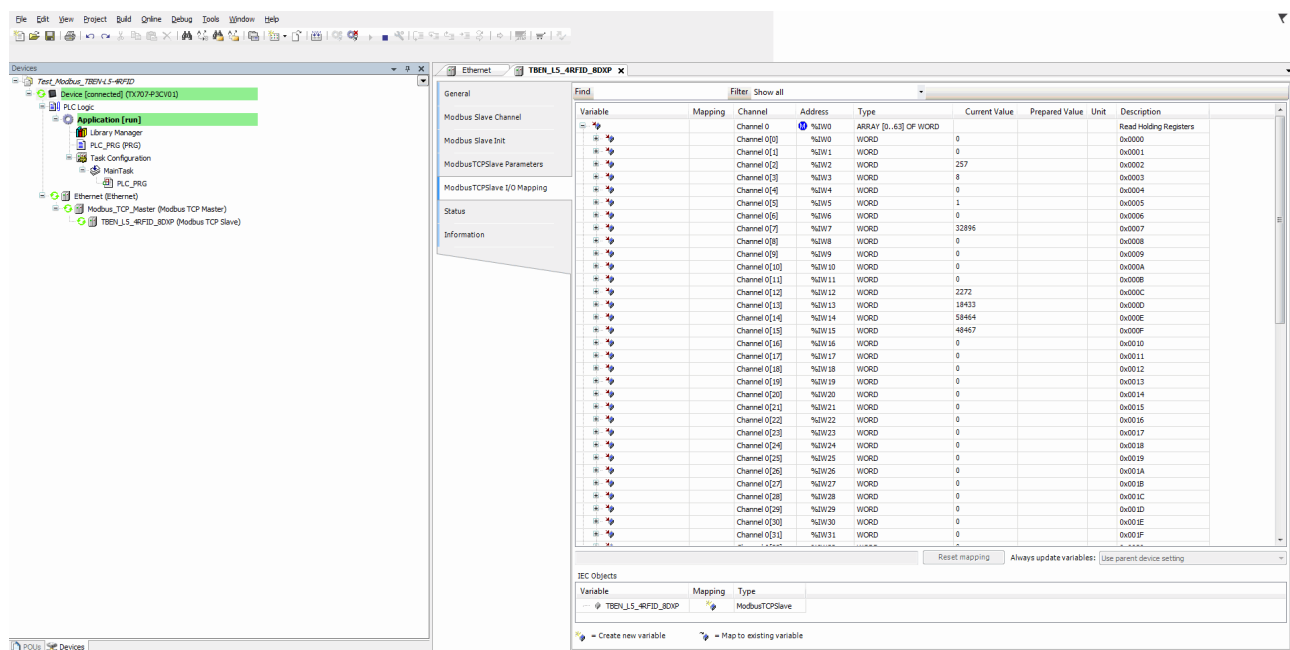 File Edit View Project Build Online Debug Tools Window Help
Devices
Test_Modbus_TBEN-L5-4RFID
Device [connected] (TX707-P3CV01)
PLC Logic
Application [run]
Library Manager
PLC_PRG (PRG)
Task Configuration
MainTask
PLC_PRG
Ethernet (Ethernet)
Modbus_TCP_Master (Modbus TCP Master)
TBEN_L5_4RFID_8DXP (Modbus TCP Slave)
POUs Devices
Ethernet TBEN_L5_4RFID_8DXP
General
Modbus Slave Channel
Modbus Slave Init
ModbusTCPSlave Parameters
ModbusTCPSlave I/O Mapping
Status
Information
Find Filter Show all
Variable Mapping Channel Address Type Current Value Prepared Value Unit Description
Channel 0 %IW0 ARRAY [0..63] OF WORD Read Holding Registers
Channel 0[0] %IW0 WORD 0 0x0000
Channel 0[1] %IW1 WORD 0 0x0001
Channel 0[2] %IW2 WORD 257 0x0002
Channel 0[3] %IW3 WORD 8 0x0003
Channel 0[4] %IW4 WORD 0 0x0004
Channel 0[5] %IW5 WORD 1 0x0005
Channel 0[6] %IW6 WORD 0 0x0006
Channel 0[7] %IW7 WORD 32896 0x0007
Channel 0[8] %IW8 WORD 0 0x0008
Channel 0[9] %IW9 WORD 0 0x0009
Channel 0[10] %IW10 WORD 0 0x000A
Channel 0[11] %IW11 WORD 0 0x000B
Channel 0[12] %IW12 WORD 2272 0x000C
Channel 0[13] %IW13 WORD 18433 0x000D
Channel 0[14] %IW14 WORD 58464 0x000E
Channel 0[15] %IW15 WORD 48467 0x000F
Channel 0[16] %IW16 WORD 0 0x0010
Channel 0[17] %IW17 WORD 0 0x0011
Channel 0[18] %IW18 WORD 0 0x0012
Channel 0[19] %IW19 WORD 0 0x0013
Channel 0[20] %IW20 WORD 0 0x0014
Channel 0[21] %IW21 WORD 0 0x0015
Channel 0[22] %IW22 WORD 0 0x0016
Channel 0[23] %IW23 WORD 0 0x0017
Channel 0[24] %IW24 WORD 0 0x0018
Channel 0[25] %IW25 WORD 0 0x0019
Channel 0[26] %IW26 WORD 0 0x001A
Channel 0[27] %IW27 WORD 0 0x001B
Channel 0[28] %IW28 WORD 0 0x001C
Channel 0[29] %IW29 WORD 0 0x001D
Channel 0[30] %IW30 WORD 0 0x001E
Channel 0[31] %IW31 WORD 0 0x001F
Reset mapping Always update variables: Use parent device setting
IEC Objects
Variable Mapping Type
TBEN_L5_4RFID_8DXP ModbusTCPSlave
= Create new variable = Map to existing variable